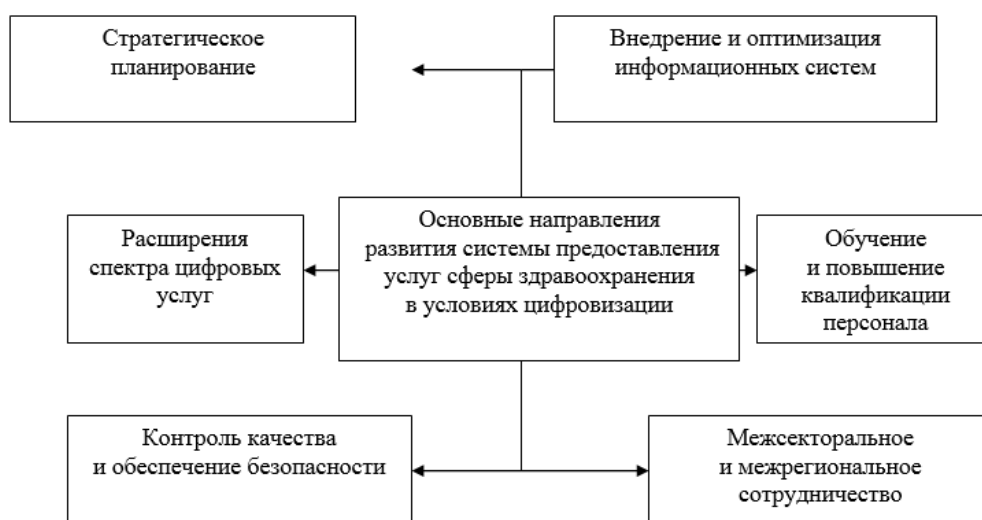 Стратегическое
планирование
Внедрение и оптимизация
информационных систем
Расширения
спектра цифровых
услуг
Основные направления
развития системы предоставления
услуг сферы здравоохранения
в условиях цифровизации
Обучение
и повышение
квалификации
персонала
Контроль качества
и обеспечение безопасности
Межсекторальное
и межрегиональное
сотрудничество